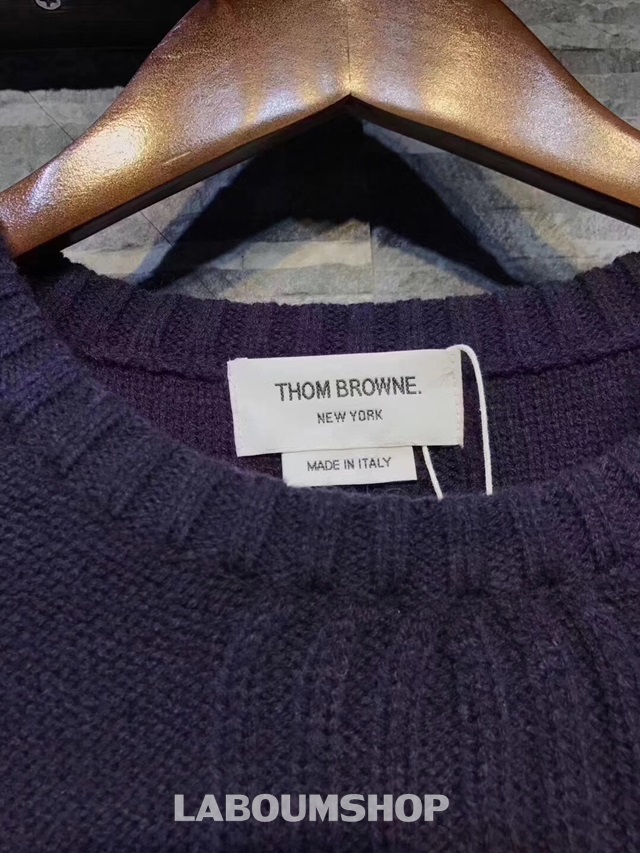 THOM BROWNE.
NEW YORK
MADE IN ITALY
LABOUMSHOP